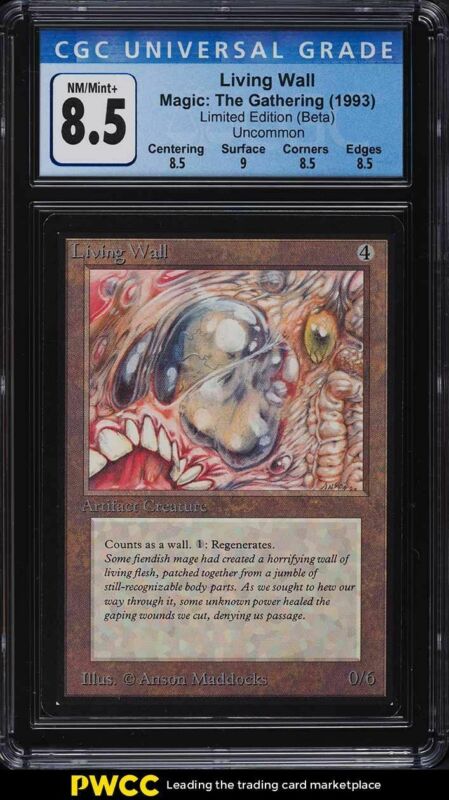 CGC UNIVERSAL GRADE
NM/Mint+
8.5
Living Wall
Magic: The Gathering (1993)
Limited Edition (Beta)
Uncommon
Centering Surface Corners Edges
8.5 9 8.5 8.5
Living Wall 4
Artifact Creature
Counts as a wall. 1: Regenerates.
Some fiendish mage had created a horrifying wall of
living flesh, patched together from a jumble of
still-recognizable body parts. As we sought to hew our
way through it, some unknown power healed the
gaping wounds we cut, denying us passage.
Illus. © Anson Maddocks 0/6
PWCC Leading the trading card marketplace